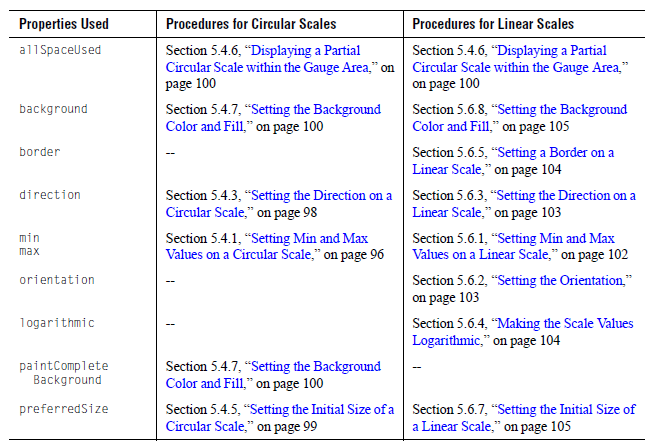 Properties Used Procedures for Circular Scales Procedures for Linear Scales
allSpaceUsed Section 5.4.6, “Displaying a Partial Section 5.4.6, “Displaying a Partial
Circular Scale within the Gauge Area,” on Circular Scale within the Gauge Area,”
page 100 on page 100
background Section 5.4.7, “Setting the Background Section 5.6.8, “Setting the Background
Color and Fill,” on page 100 Color and Fill,” on page 105
border -- Section 5.6.5, “Setting a Border on a
Linear Scale,” on page 104
direction Section 5.4.3, “Setting the Direction on a Section 5.6.3, “Setting the Direction on a
Circular Scale,” on page 98 Linear Scale,” on page 103
min Section 5.4.1, “Setting Min and Max Section 5.6.1, “Setting Min and Max
max Values on a Circular Scale,” on page 96 Values on a Linear Scale,” on page 102
orientation -- Section 5.6.2, “Setting the Orientation,”
on page 103
logarithmic -- Section 5.6.4, “Making the Scale Values
Logarithmic,” on page 104
paintComplete Section 5.4.7, “Setting the Background --
Background Color and Fill,” on page 100
preferredSize Section 5.4.5, “Setting the Initial Size of a Section 5.6.7, “Setting the Initial Size of
Circular Scale,” on page 99 a Linear Scale,” on page 105